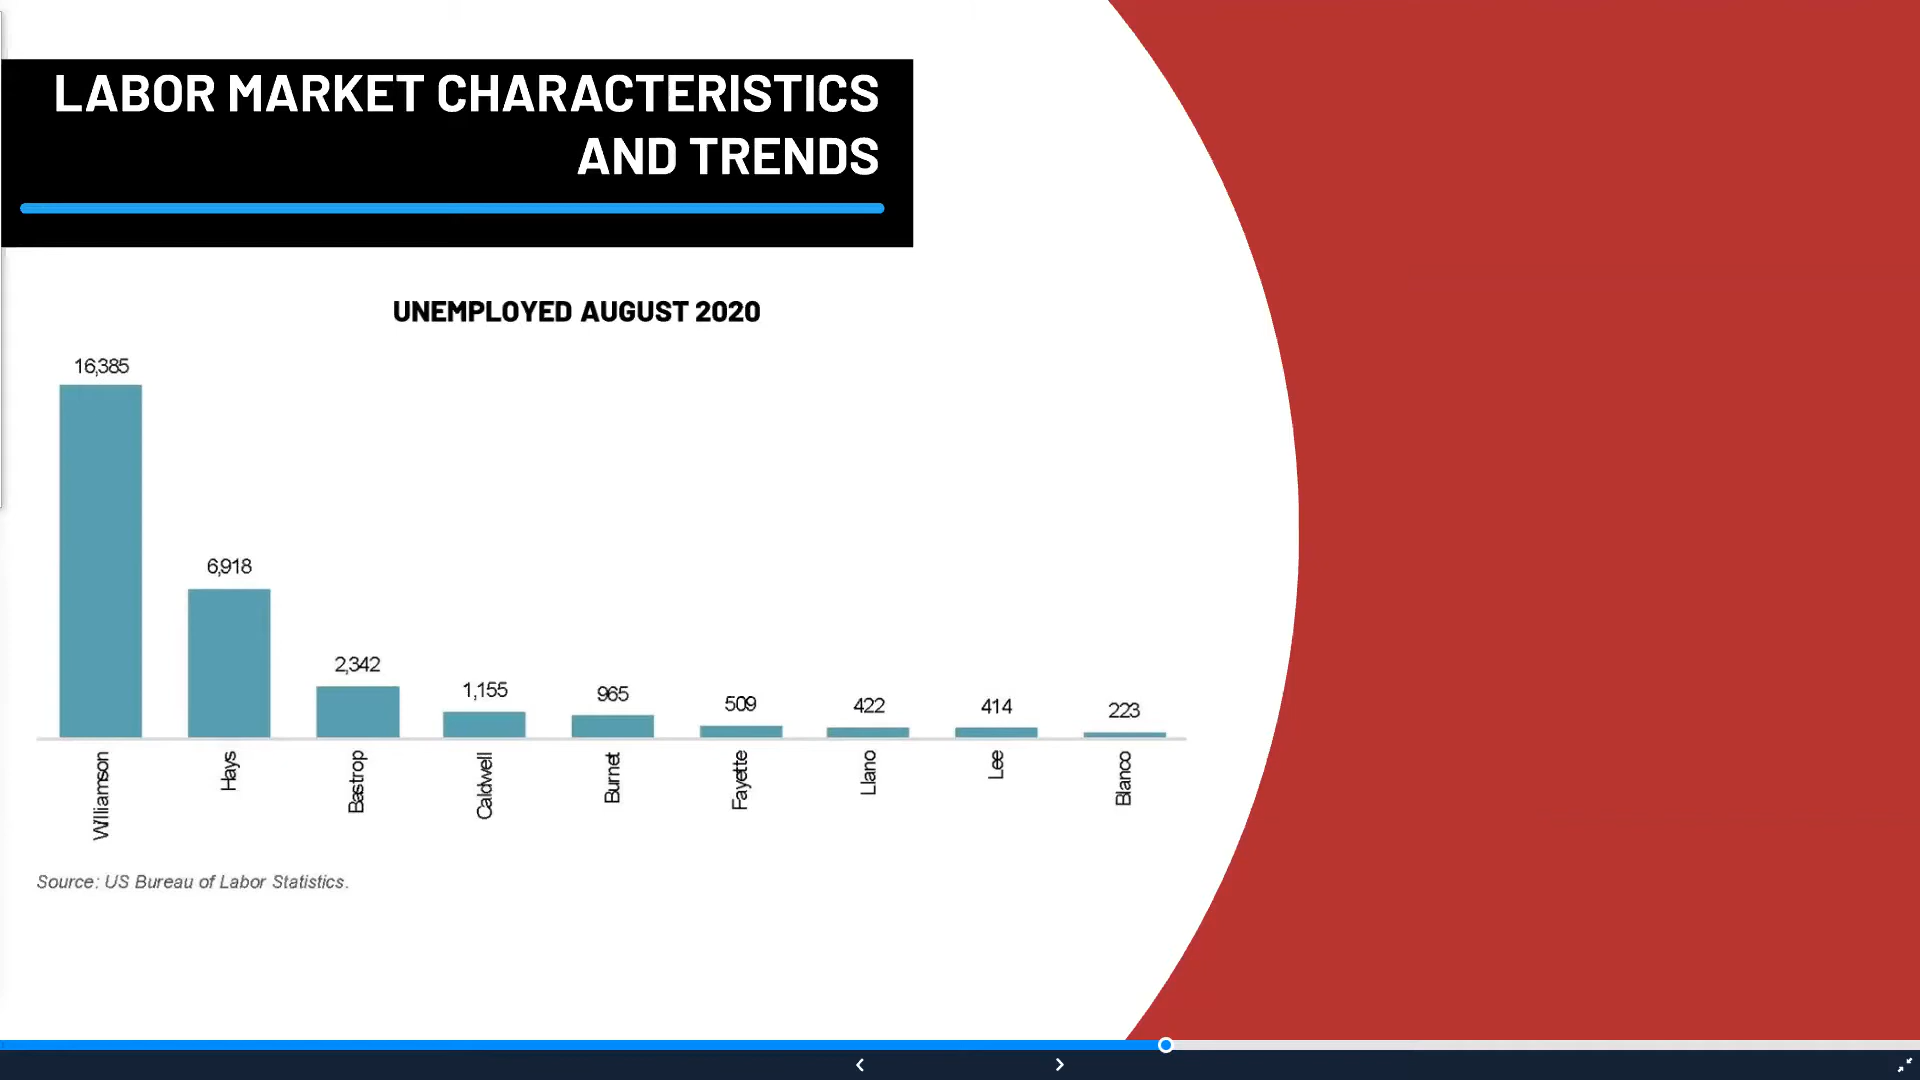 LABOR MARKET CHARACTERISTICS
AND TRENDS
UNEMPLOYED AUGUST 2020
16,385
6,918
2,342
1,155
965
509
422
414
223
Williamson
Hays
Bastrop
Caldwell
Burnet
Fayette
Llano
Lee
Blanco
Source: US Bureau of Labor Statistics.